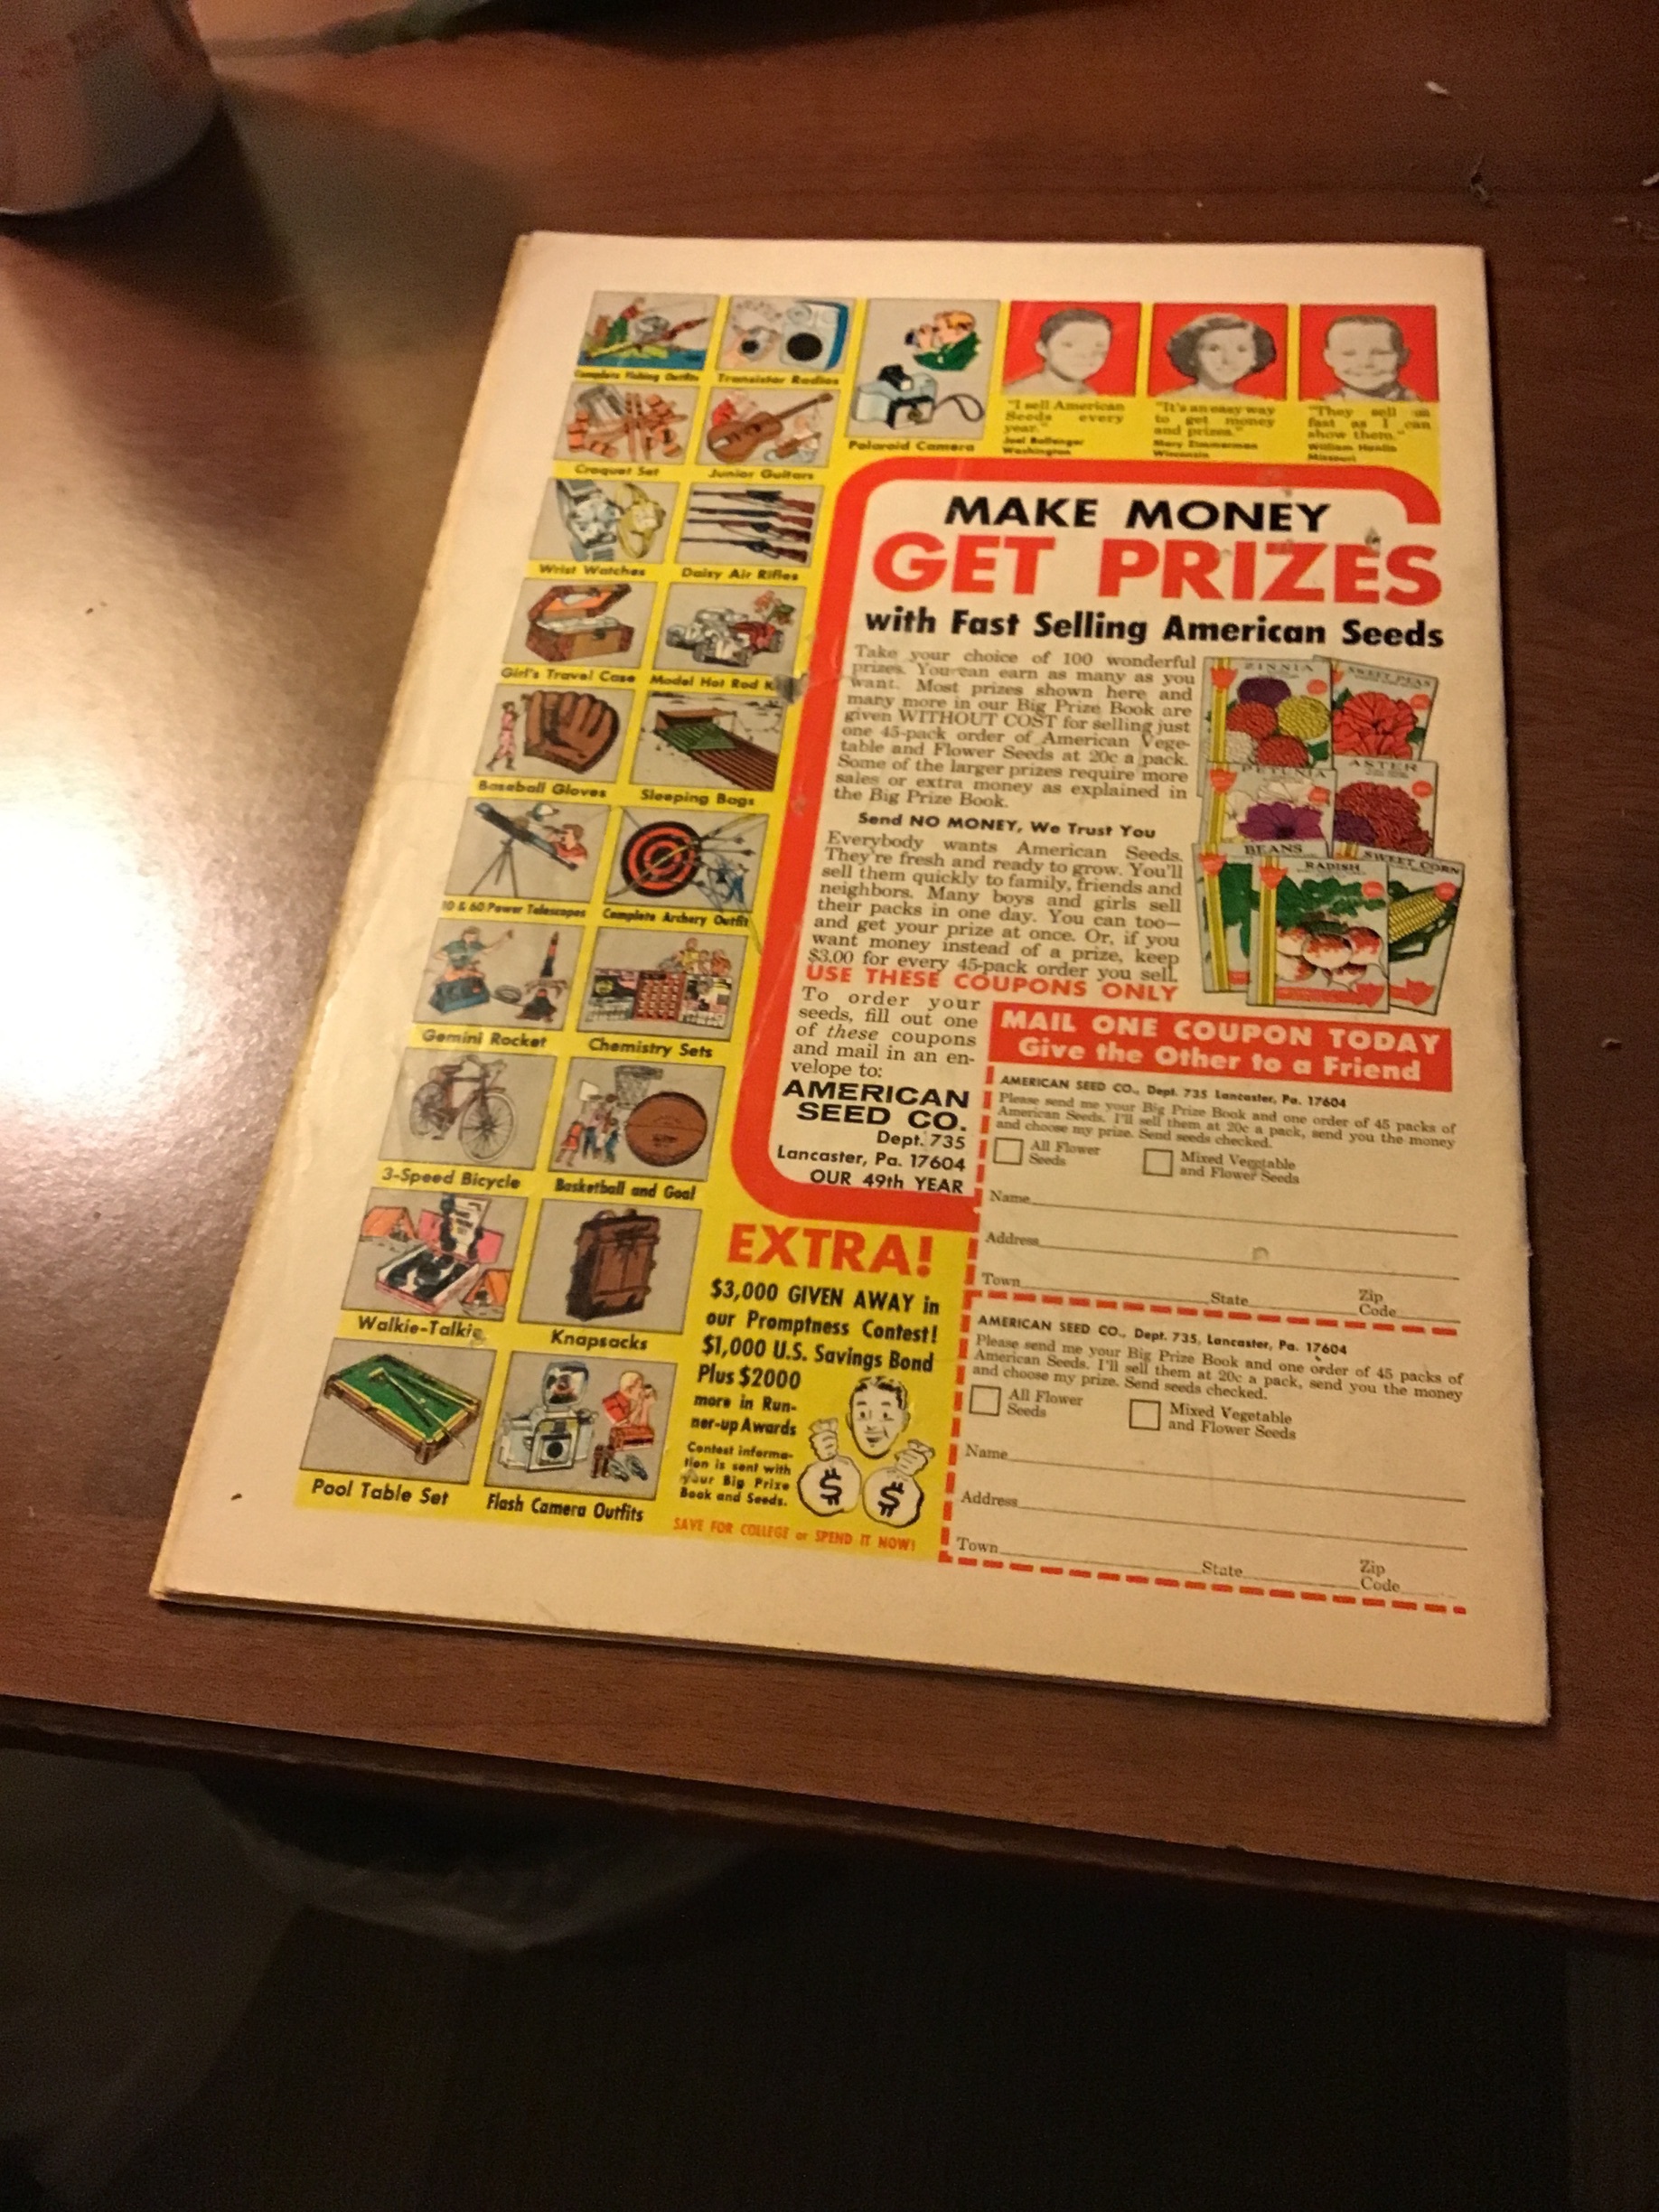 Complete Fishing Outfits
Transistor Radios
Polaroid Camera
Croquet Set
Junior Guitars
Wrist Watches
Daisy Air Rifles
Girl's Travel Case
Model Hot Rod
Baseball Gloves
Sleeping Bags
& 60 Power Telescopes
Complete Archery Outfit
Gemini Rocket
Chemistry Sets
3-Speed Bicycle
Basketball and Goal
Walkie-Talkie
Knapsacks
Pool Table Set
Flash Camera Outfits
"I sell American
Seeds every
year."
Joel
Washington
"It's an easy way
to get money
and prizes."
Mary Zimmerman
Wisconsin
"They sell as
fast as I can
show them."
William
Missouri
MAKE MONEY
GET PRIZES
with Fast Selling American Seeds
Take your choice of 100 wonderful
prizes. You can earn as many as you
want. Most prizes shown here and
many more in our Big Prize Book are
given WITHOUT COST for selling just
one 45-pack order of American Vege-
table and Flower Seeds at 20c a pack.
Some of the larger prizes require more
sales or extra money as explained in
the Big Prize Book.
Send NO MONEY, We Trust You
Everybody wants American Seeds.
They're fresh and ready to grow. You'll
sell them quickly to family, friends and
neighbors. Many boys and girls sell
their packs in one day. You can too—
and get your prize at once. Or, if you
want money instead of a prize, keep
$3.00 for every 45-pack order you sell.
USE THESE COUPONS ONLY
ZINNIA
SWEET PEAS
PETUNIA
ASTER
BEANS
RADISH
SWEET CORN
To order your
seeds, fill out one
of these coupons
and mail in an en-
velope to:
AMERICAN
SEED CO.
Dept. 735
Lancaster, Pa. 17604
OUR 49th YEAR
EXTRA!
$3,000 GIVEN AWAY in
our Promptness Contest!
$1,000 U.S. Savings Bond
Plus $2000
more in Run-
ner-up Awards
Contest informa-
tion is sent with
your Big Prize
Book and Seeds.
$ $
SAVE FOR COLLEGE or SPEND IT NOW!
MAIL ONE COUPON TODAY
Give the Other to a Friend
AMERICAN SEED CO., Dept. 735 Lancaster, Pa. 17604
Please send me your Big Prize Book and one order of 45 packs of
American Seeds. I'll sell them at 20c a pack, send you the money
and choose my prize. Send seeds checked.
All Flower
Seeds
Mixed Vegetable
and Flower Seeds
Name
Address
Town State Zip
Code
AMERICAN SEED CO., Dept. 735, Lancaster, Pa. 17604
Please send me your Big Prize Book and one order of 45 packs of
American Seeds. I'll sell them at 20c a pack, send you the money
and choose my prize. Send seeds checked.
All Flower
Seeds
Mixed Vegetable
and Flower Seeds
Name
Address
Town State Zip
Code